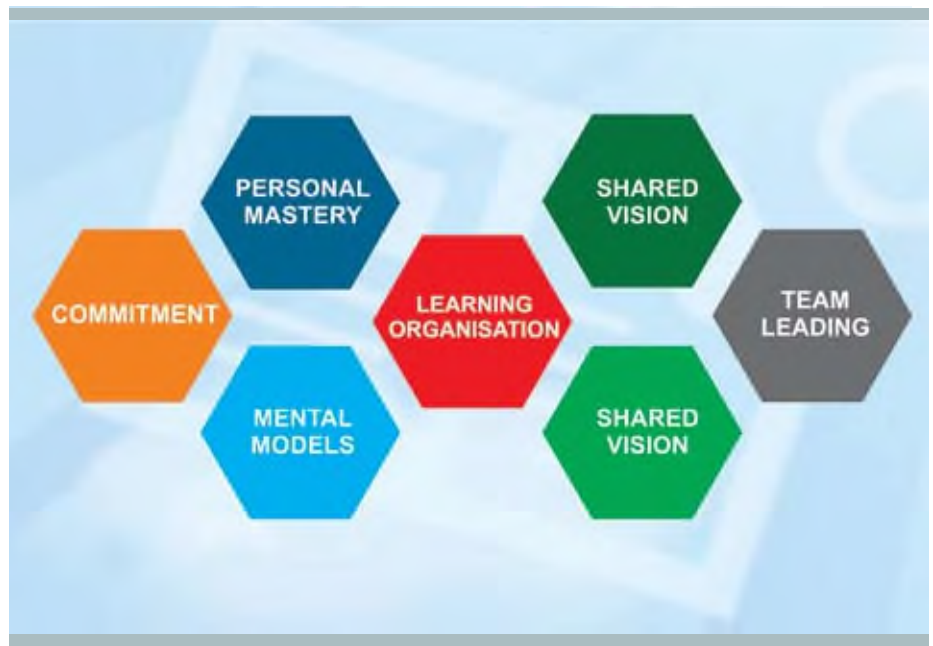 PERSONAL
MASTERY
SHARED
VISION
COMMITMENT
LEARNING
ORGANISATION
TEAM
LEADING
MENTAL
MODELS
SHARED
VISION